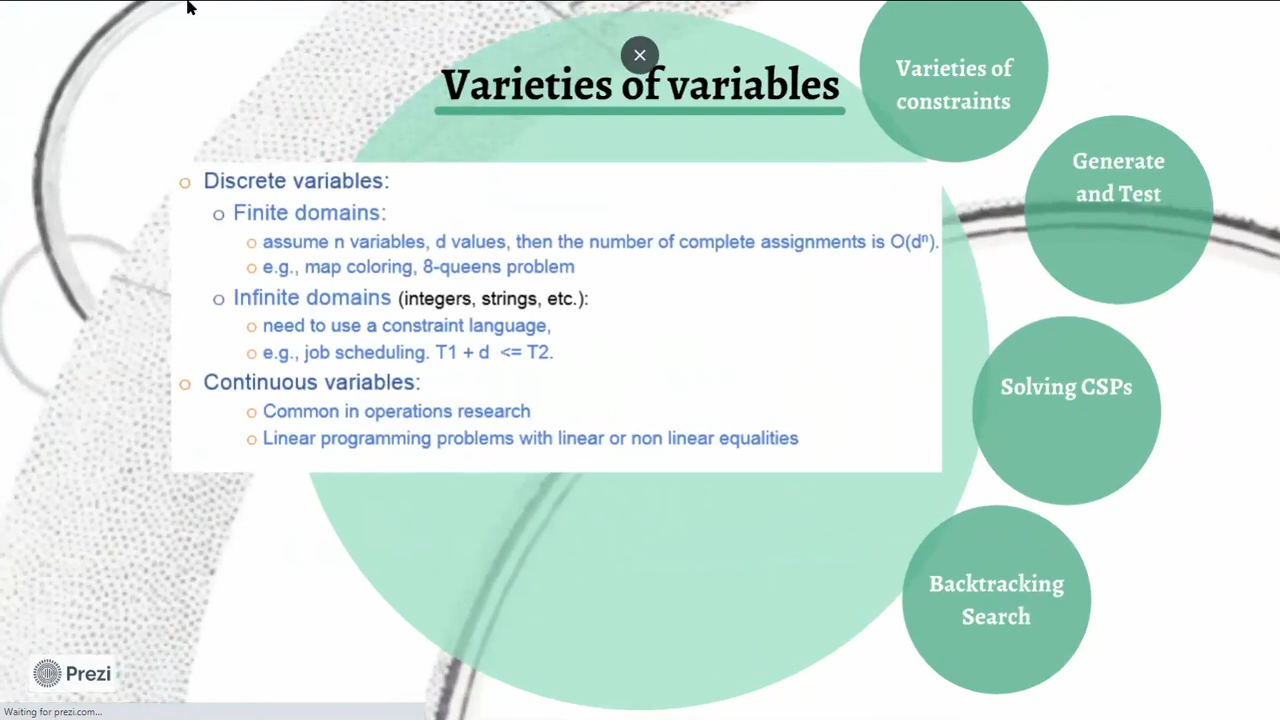 Varieties of variables
Discrete variables:
Finite domains:
assume n variables, d values, then the number of complete assignments is O(dⁿ).
e.g., map coloring, 8-queens problem
Infinite domains (integers, strings, etc.):
need to use a constraint language,
e.g., job scheduling. T1 + d <= T2.
Continuous variables:
Common in operations research
Linear programming problems with linear or non linear equalities
Varieties of
constraints
Generate
and Test
Solving CSPs
Backtracking
Search
Prezi
Waiting for prezi.com...